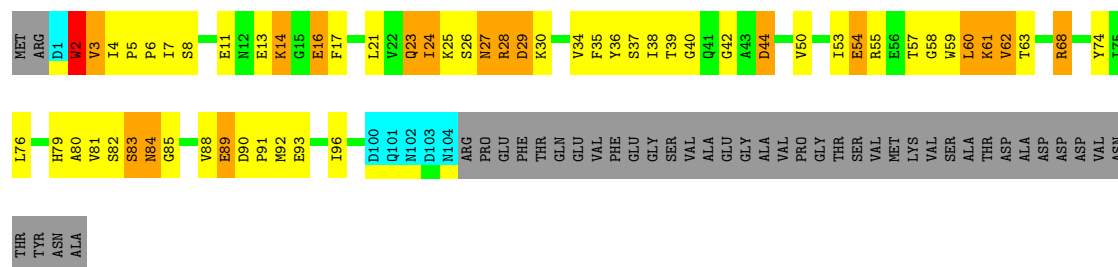 MET ARG D1 W2 V3 I4 P5 P6 I7 S8 E11 N12 E13 K14 G15 E16 F17 L21 V22 Q23 I24 K25 S26 N27 R28 D29 K30 V34 F35 Y36 S37 I38 T39 G40 Q41 G42 A43 D44 V50 I53 E54 R55 E56 T57 G58 W59 L60 K61 V62 T63 R68 Y74 I75
L76 H79 A80 V81 S82 S83 N84 G85 V88 E89 D90 P91 M92 E93 I96 D100 Q101 N102 D103 N104 ARG PRO GLU PHE THR GLN GLU VAL PHE GLU GLY SER VAL ALA GLU GLY ALA VAL PRO GLY THR SER VAL MET LYS VAL SER ALA THR ASP ALA ASP ASP ASP VAL ASN
THR TYR ASN ALA